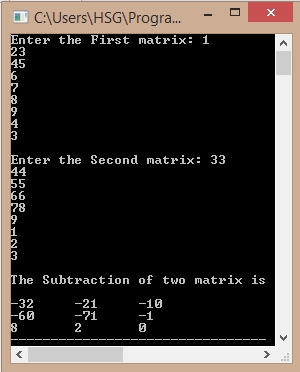 C:\Users\HSG\Progra...
Enter the First matrix: 1
23
45
6
7
8
9
4
3
Enter the Second matrix: 33
44
55
66
78
9
1
2
3
The Subtraction of two matrix is
-32 -21 -10
-60 -71 -1
8 2 0
--------------------------------